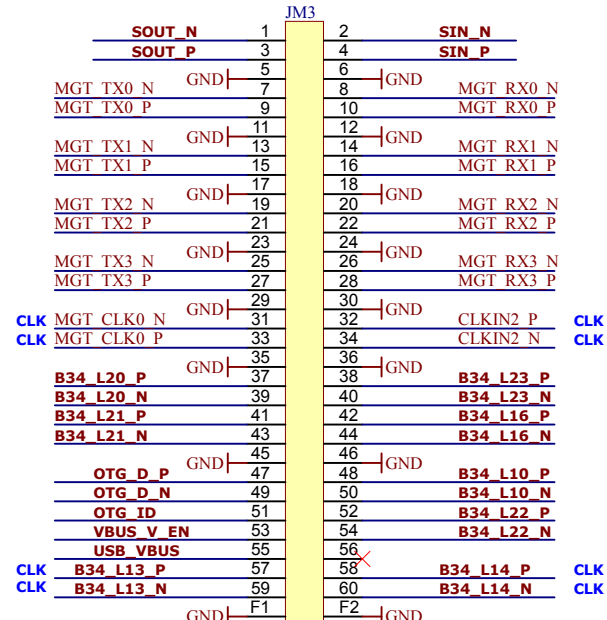 JM3
SOUT_N 1 2 SIN_N
SOUT_P 3 4 SIN_P
GND 5 6 GND
MGT_TX0_N 7 8 MGT_RX0_N
MGT_TX0_P 9 10 MGT_RX0_P
GND 11 12 GND
MGT_TX1_N 13 14 MGT_RX1_N
MGT_TX1_P 15 16 MGT_RX1_P
GND 17 18 GND
MGT_TX2_N 19 20 MGT_RX2_N
MGT_TX2_P 21 22 MGT_RX2_P
GND 23 24 GND
MGT_TX3_N 25 26 MGT_RX3_N
MGT_TX3_P 27 28 MGT_RX3_P
GND 29 30 GND
CLK MGT_CLK0_N 31 32 CLKIN2_P CLK
CLK MGT_CLK0_P 33 34 CLKIN2_N CLK
GND 35 36 GND
B34_L20_P 37 38 B34_L23_P
B34_L20_N 39 40 B34_L23_N
B34_L21_P 41 42 B34_L16_P
B34_L21_N 43 44 B34_L16_N
GND 45 46 GND
OTG_D_P 47 48 B34_L10_P
OTG_D_N 49 50 B34_L10_N
OTG_ID 51 52 B34_L22_P
VBUS_V_EN 53 54 B34_L22_N
USB_VBUS 55 56
CLK B34_L13_P 57 58 B34_L14_P CLK
CLK B34_L13_N 59 60 B34_L14_N CLK
GND F1 F2 GND